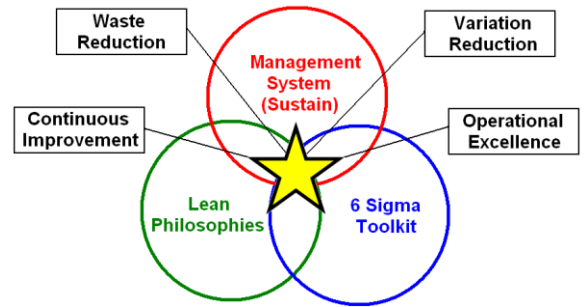 Waste
Reduction
Variation
Reduction
Management
System
(Sustain)
Continuous
Improvement
Operational
Excellence
Lean
Philosophies
6 Sigma
Toolkit